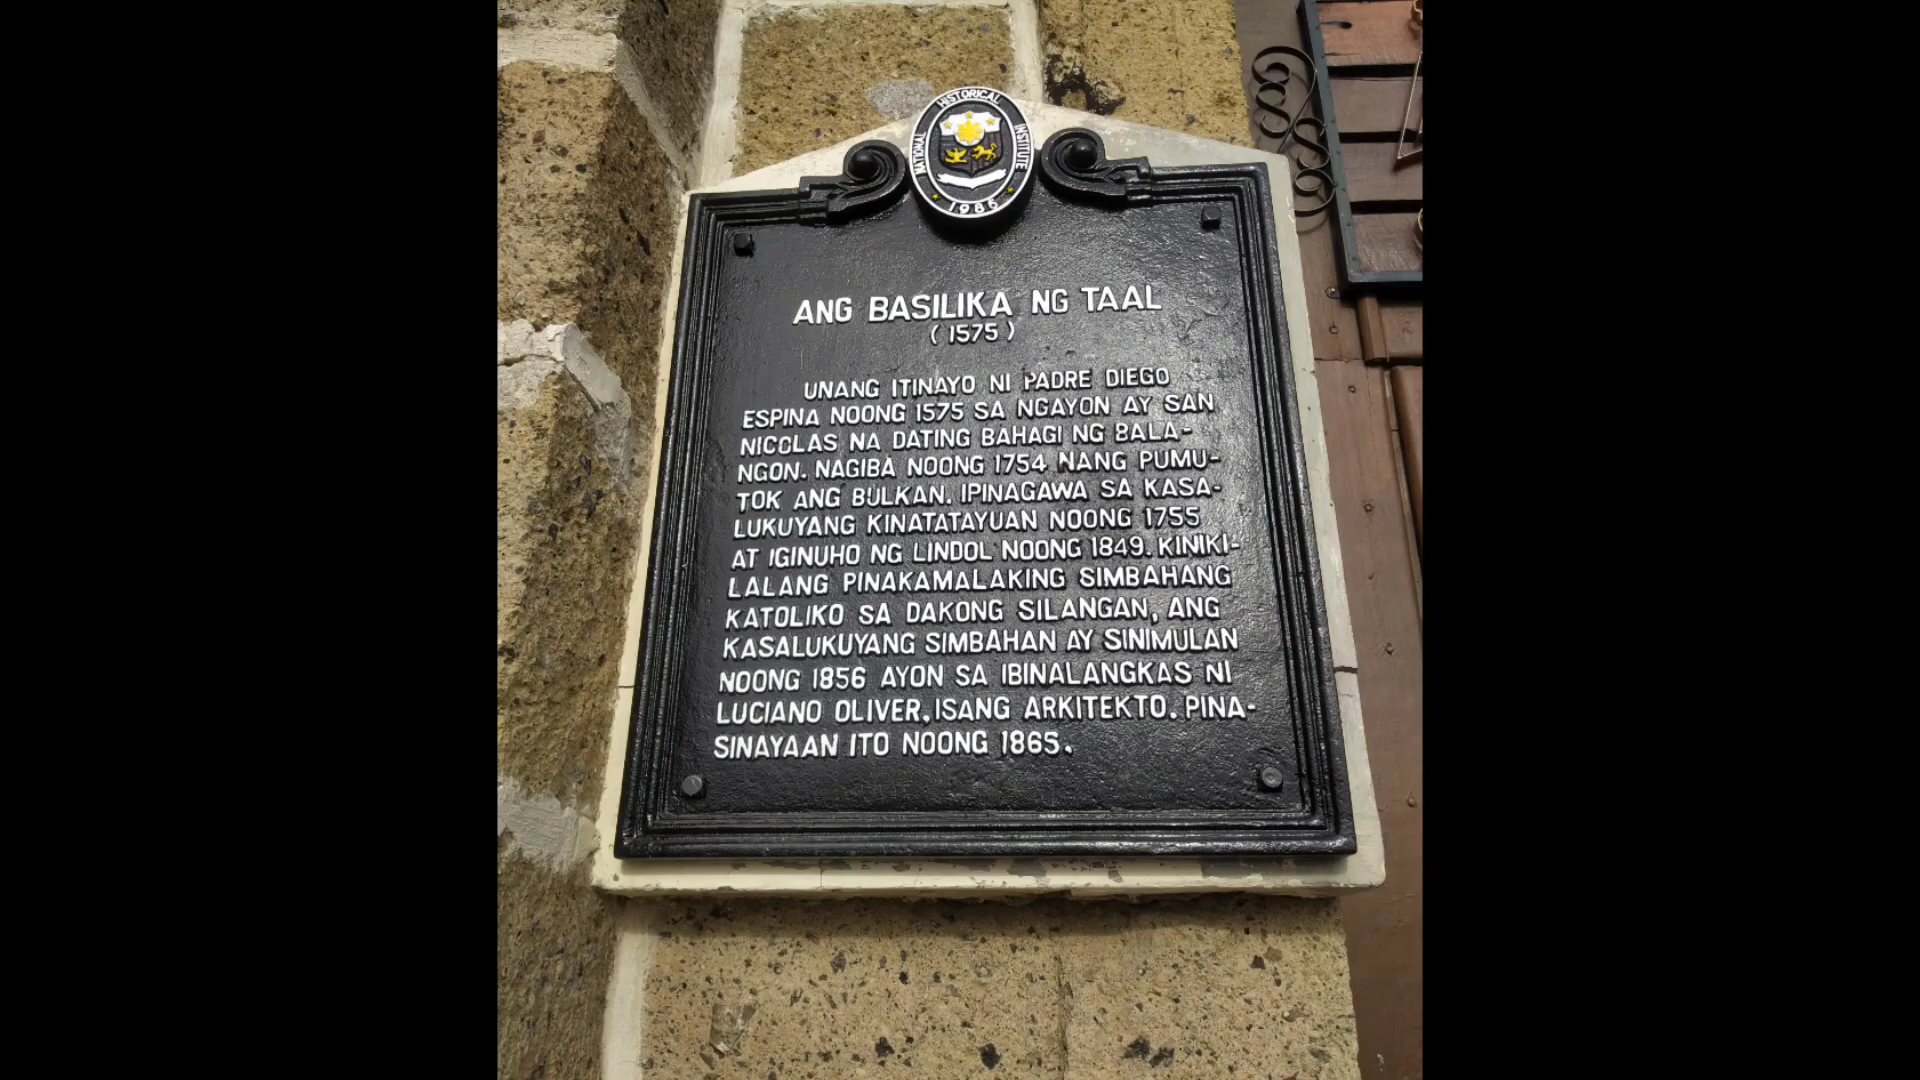 NATIONAL HISTORICAL INSTITUTE
1985
ANG BASILIKA NG TAAL
(1575)
UNANG ITINAYO NI PADRE DIEGO
ESPINA NOONG 1575 SA NGAYON AY SAN
NICOLAS NA DATING BAHAGI NG BALA-
NGON. NAGIBA NOONG 1754 NANG PUMU-
TOK ANG BULKAN. IPINAGAWA SA KASA-
LUKUYANG KINATATAYUAN NOONG 1755
AT IGINUHO NG LINDOL NOONG 1849. KINIKI-
LALANG PINAKAMALAKING SIMBAHANG
KATOLIKO SA DAKONG SILANGAN, ANG
KASALUKUYANG SIMBAHAN AY SINIMULAN
NOONG 1856 AYON SA IBINALANGKAS NI
LUCIANO OLIVER, ISANG ARKITEKTO. PINA-
SINAYAAN ITO NOONG 1865.